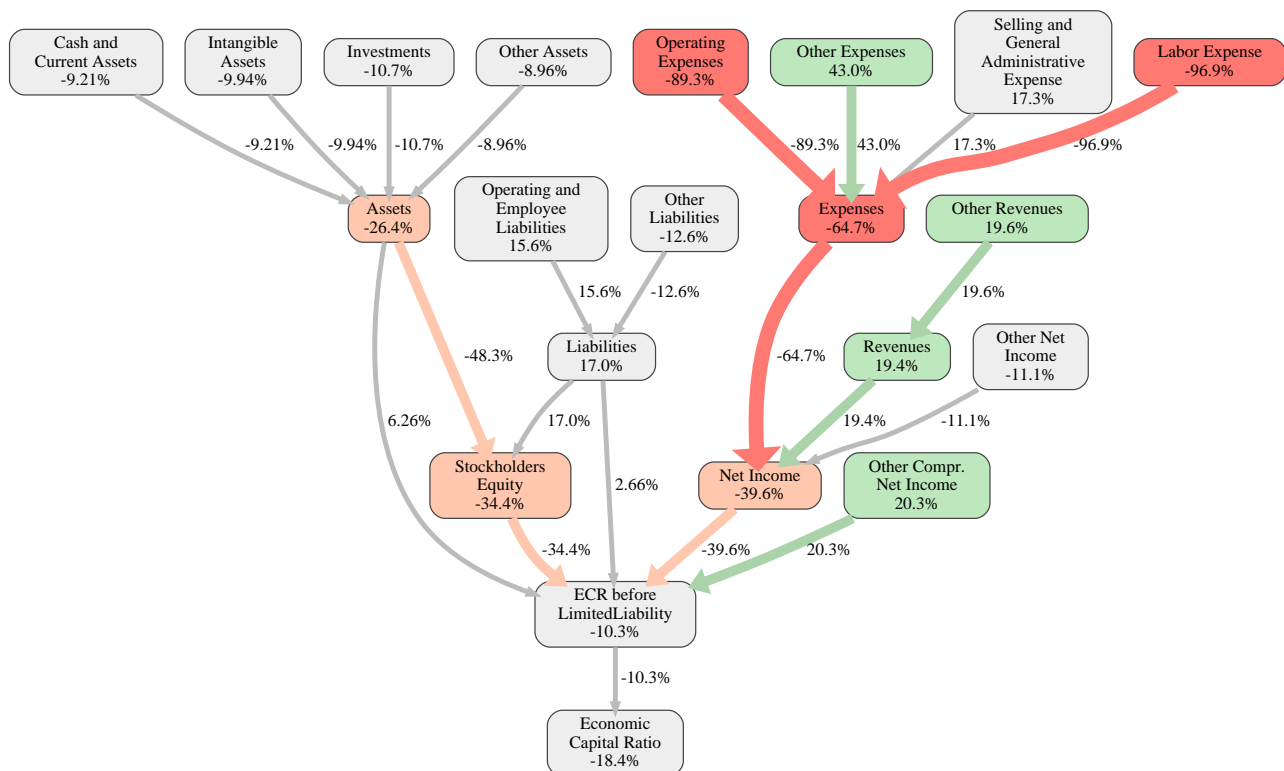 Cash and
Current Assets
-9.21%
Intangible
Assets
-9.94%
Investments
-10.7%
Other Assets
-8.96%
Operating
Expenses
-89.3%
Other Expenses
43.0%
Selling and
General
Administrative
Expense
17.3%
Labor Expense
-96.9%
-9.21%
-9.94%
-10.7%
-8.96%
-89.3%
43.0%
17.3%
-96.9%
Assets
-26.4%
Operating and
Employee
Liabilities
15.6%
Other
Liabilities
-12.6%
Expenses
-64.7%
Other Revenues
19.6%
15.6%
-12.6%
19.6%
-48.3%
Liabilities
17.0%
-64.7%
Revenues
19.4%
Other Net
Income
-11.1%
6.26%
17.0%
19.4%
-11.1%
Stockholders
Equity
-34.4%
2.66%
Net Income
-39.6%
Other Compr.
Net Income
20.3%
-34.4%
-39.6%
20.3%
ECR before
LimitedLiability
-10.3%
-10.3%
Economic
Capital Ratio
-18.4%